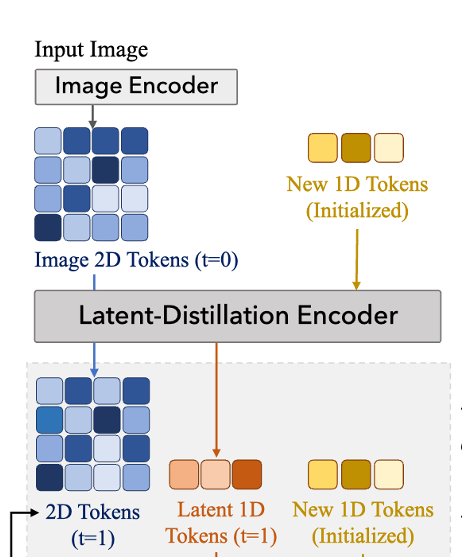 Input Image
Image Encoder
New 1D Tokens
(Initialized)
Image 2D Tokens (t=0)
Latent-Distillation Encoder
2D Tokens
(t=1)
Latent 1D
Tokens (t=1)
New 1D Tokens
(Initialized)